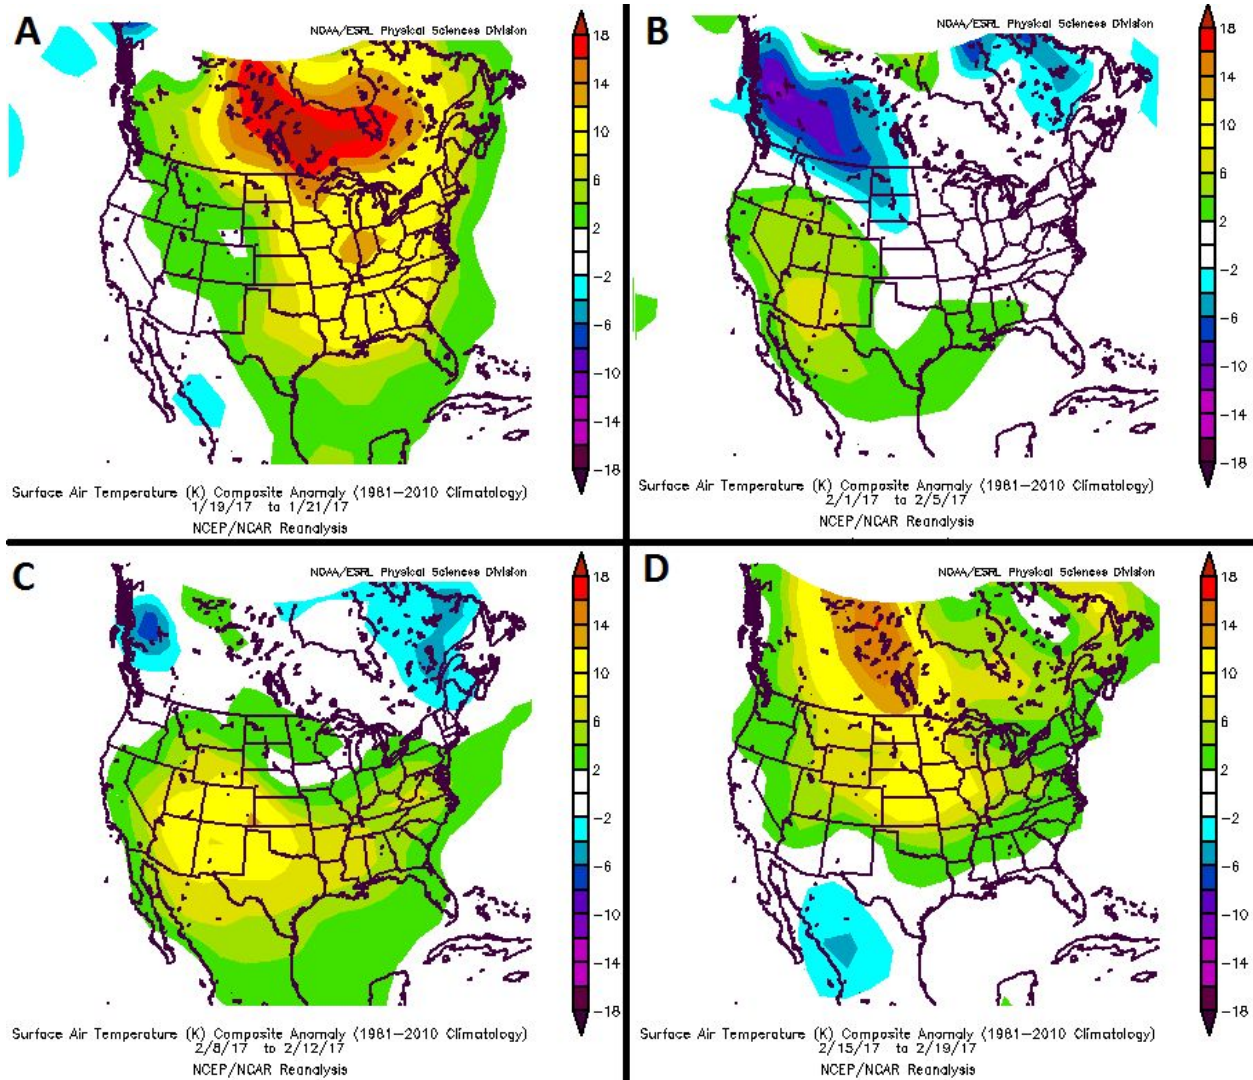 A
NOAA/ESRL Physical Sciences Division
18
14
10
6
2
-2
-6
-10
-14
-18
Surface Air Temperature (K) Composite Anomaly (1981-2010 Climatology)
1/19/17 to 1/21/17
NCEP/NCAR Reanalysis
B
NOAA/ESRL Physical Sciences Division
18
14
10
6
2
-2
-6
-10
-14
-18
Surface Air Temperature (K) Composite Anomaly (1981-2010 Climatology)
2/1/17 to 2/5/17
NCEP/NCAR Reanalysis
C
NOAA/ESRL Physical Sciences Division
18
14
10
6
2
-2
-6
-10
-14
-18
Surface Air Temperature (K) Composite Anomaly (1981-2010 Climatology)
2/8/17 to 2/12/17
NCEP/NCAR Reanalysis
D
NOAA/ESRL Physical Sciences Division
18
14
10
6
2
-2
-6
-10
-14
-18
Surface Air Temperature (K) Composite Anomaly (1981-2010 Climatology)
2/15/17 to 2/19/17
NCEP/NCAR Reanalysis